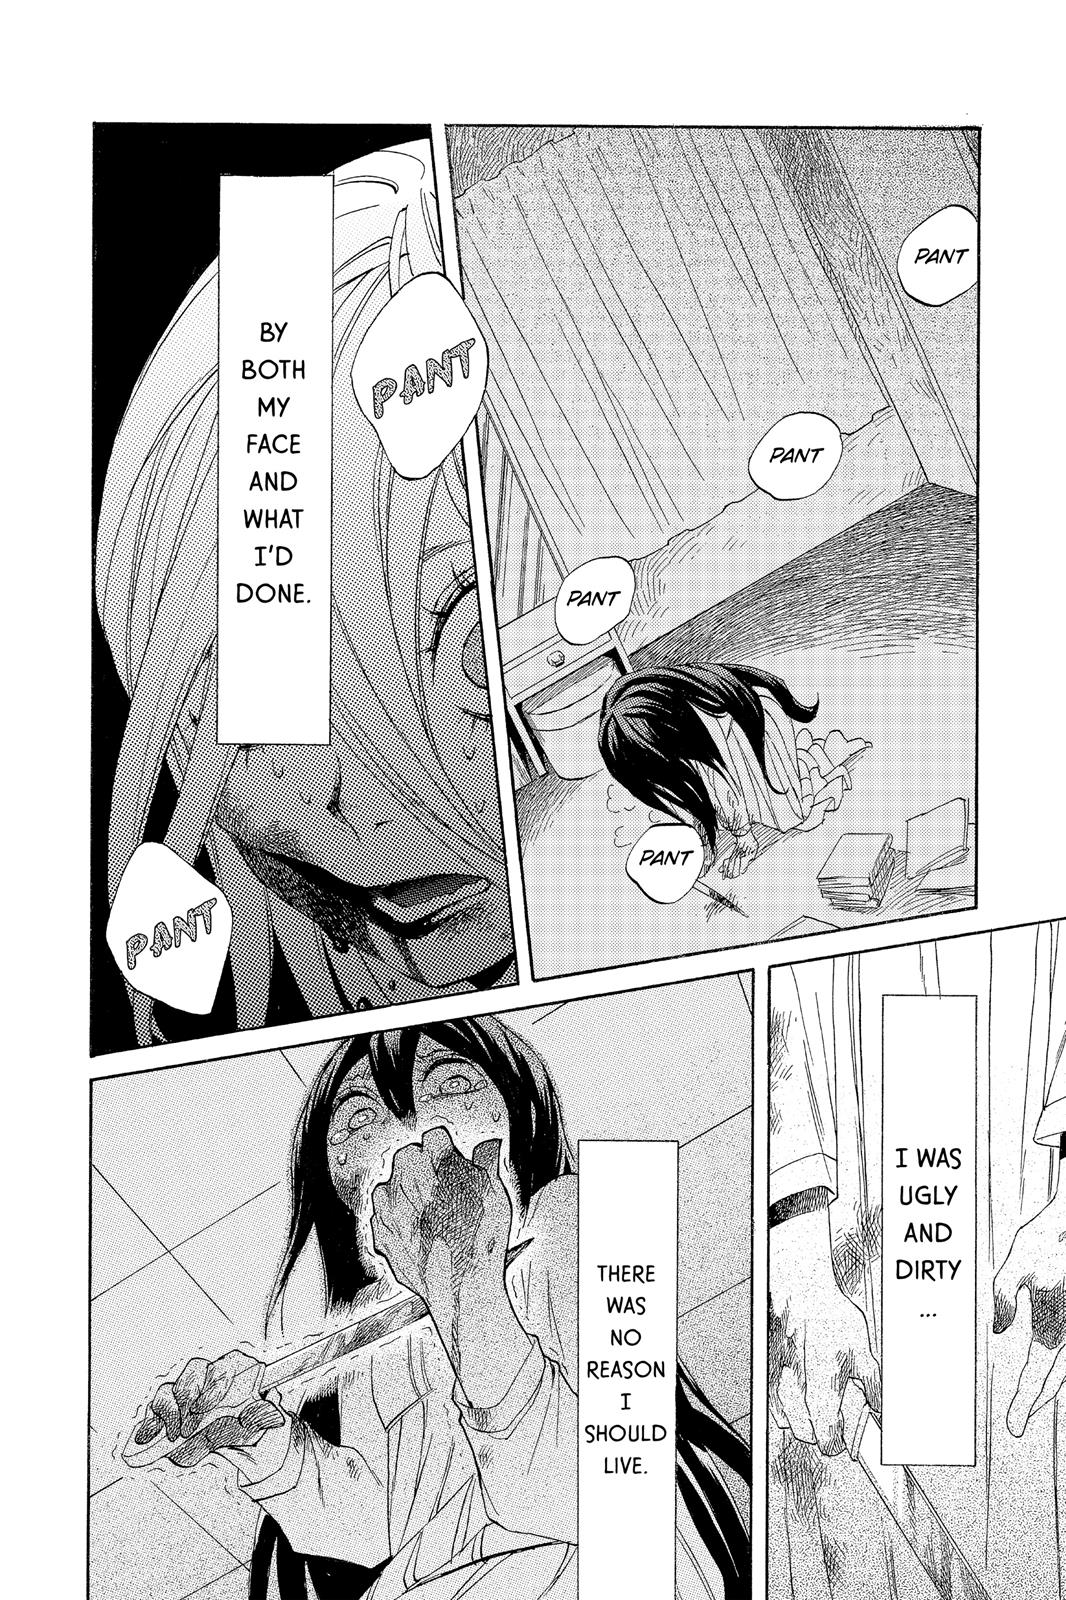 PANT
PANT
PANT
PANT
PANT
BY
BOTH
MY
FACE
AND
WHAT
I'D
DONE.
PANT
I WAS
UGLY
AND
DIRTY
...
THERE
WAS
NO
REASON
I
SHOULD
LIVE.